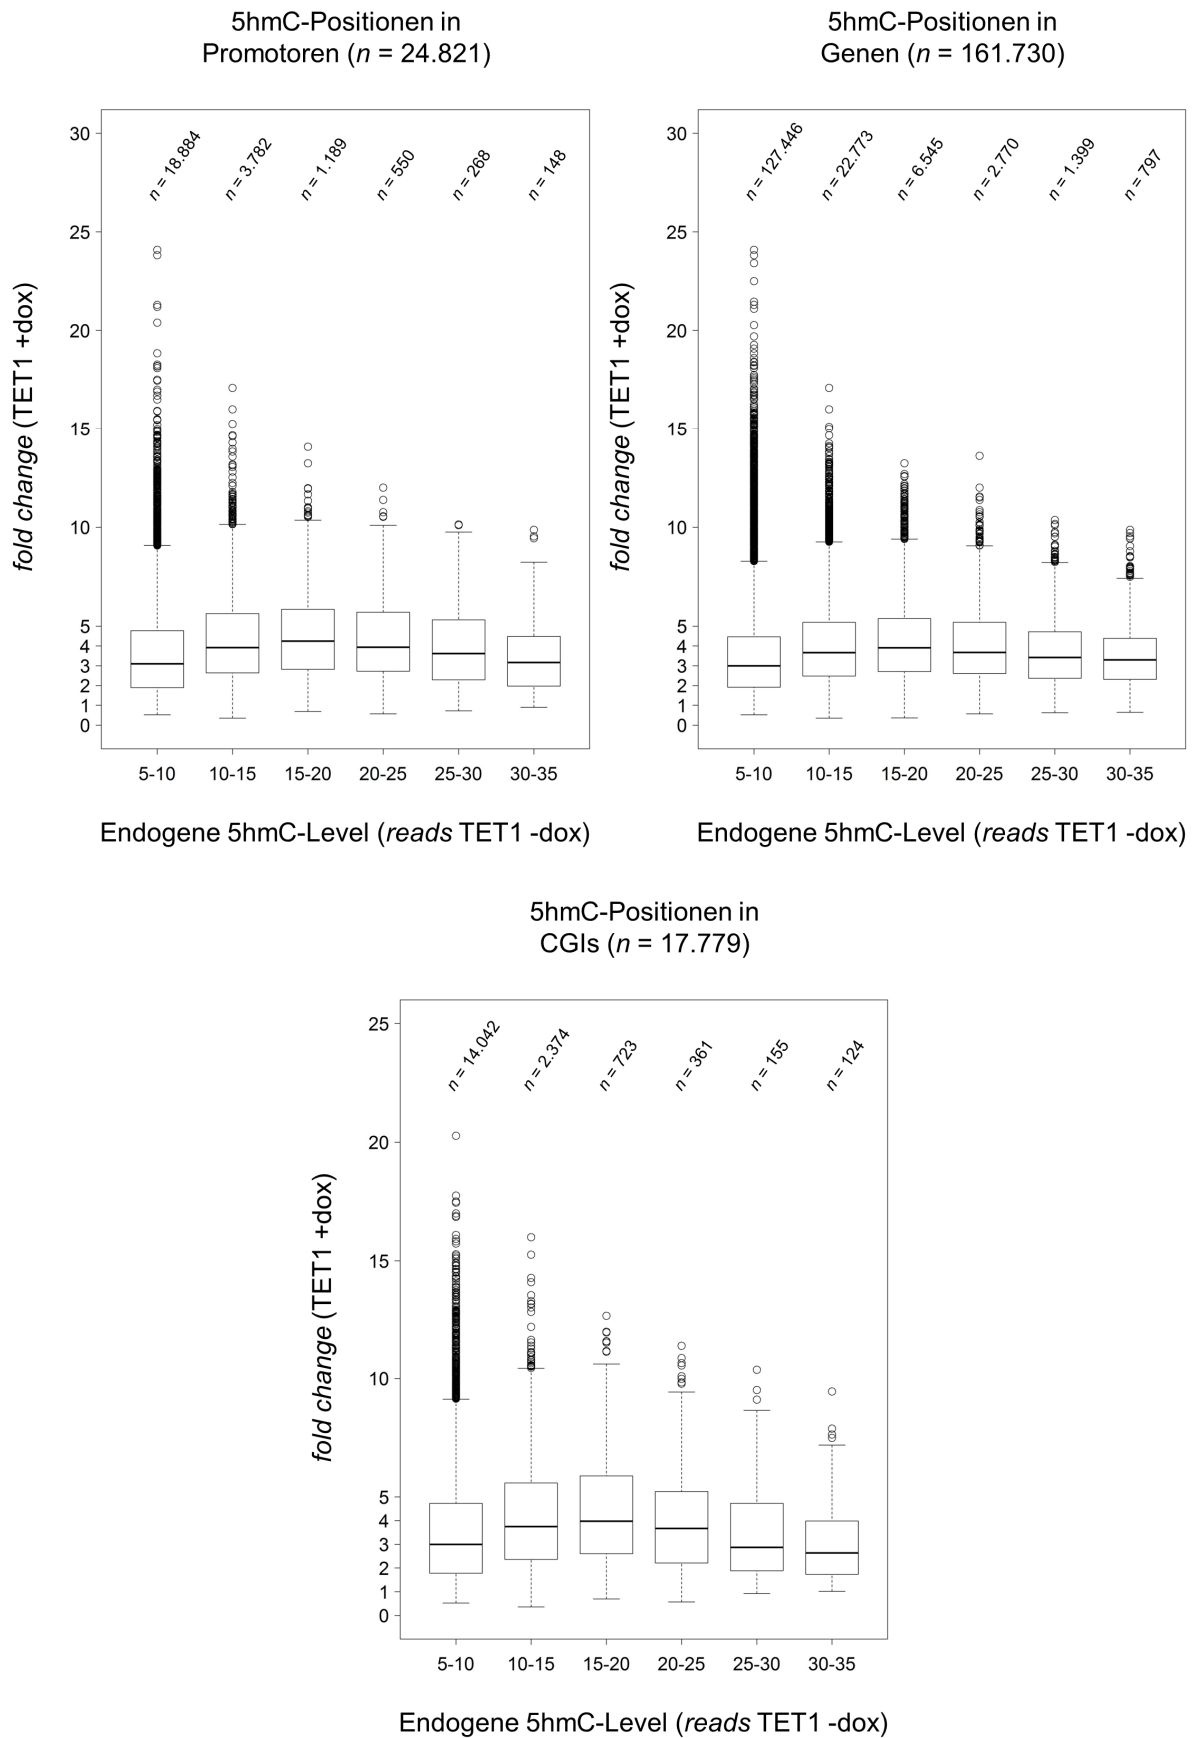 5hmC-Positionen in
Promotoren (n = 24.821)
n = 18.884
n = 3.782
n = 1.189
n = 550
n = 268
n = 148
30
25
20
15
10
5
4
3
2
1
0
fold change (TET1 +dox)
5-10 10-15 15-20 20-25 25-30 30-35
Endogene 5hmC-Level (reads TET1 -dox)
5hmC-Positionen in
Genen (n = 161.730)
n = 127.446
n = 22.773
n = 6.545
n = 2.770
n = 1.399
n = 797
30
25
20
15
10
5
4
3
2
1
0
fold change (TET1 +dox)
5-10 10-15 15-20 20-25 25-30 30-35
Endogene 5hmC-Level (reads TET1 -dox)
5hmC-Positionen in
CGIs (n = 17.779)
n = 14.042
n = 2.374
n = 723
n = 361
n = 155
n = 124
25
20
15
10
5
4
3
2
1
0
fold change (TET1 +dox)
5-10 10-15 15-20 20-25 25-30 30-35
Endogene 5hmC-Level (reads TET1 -dox)